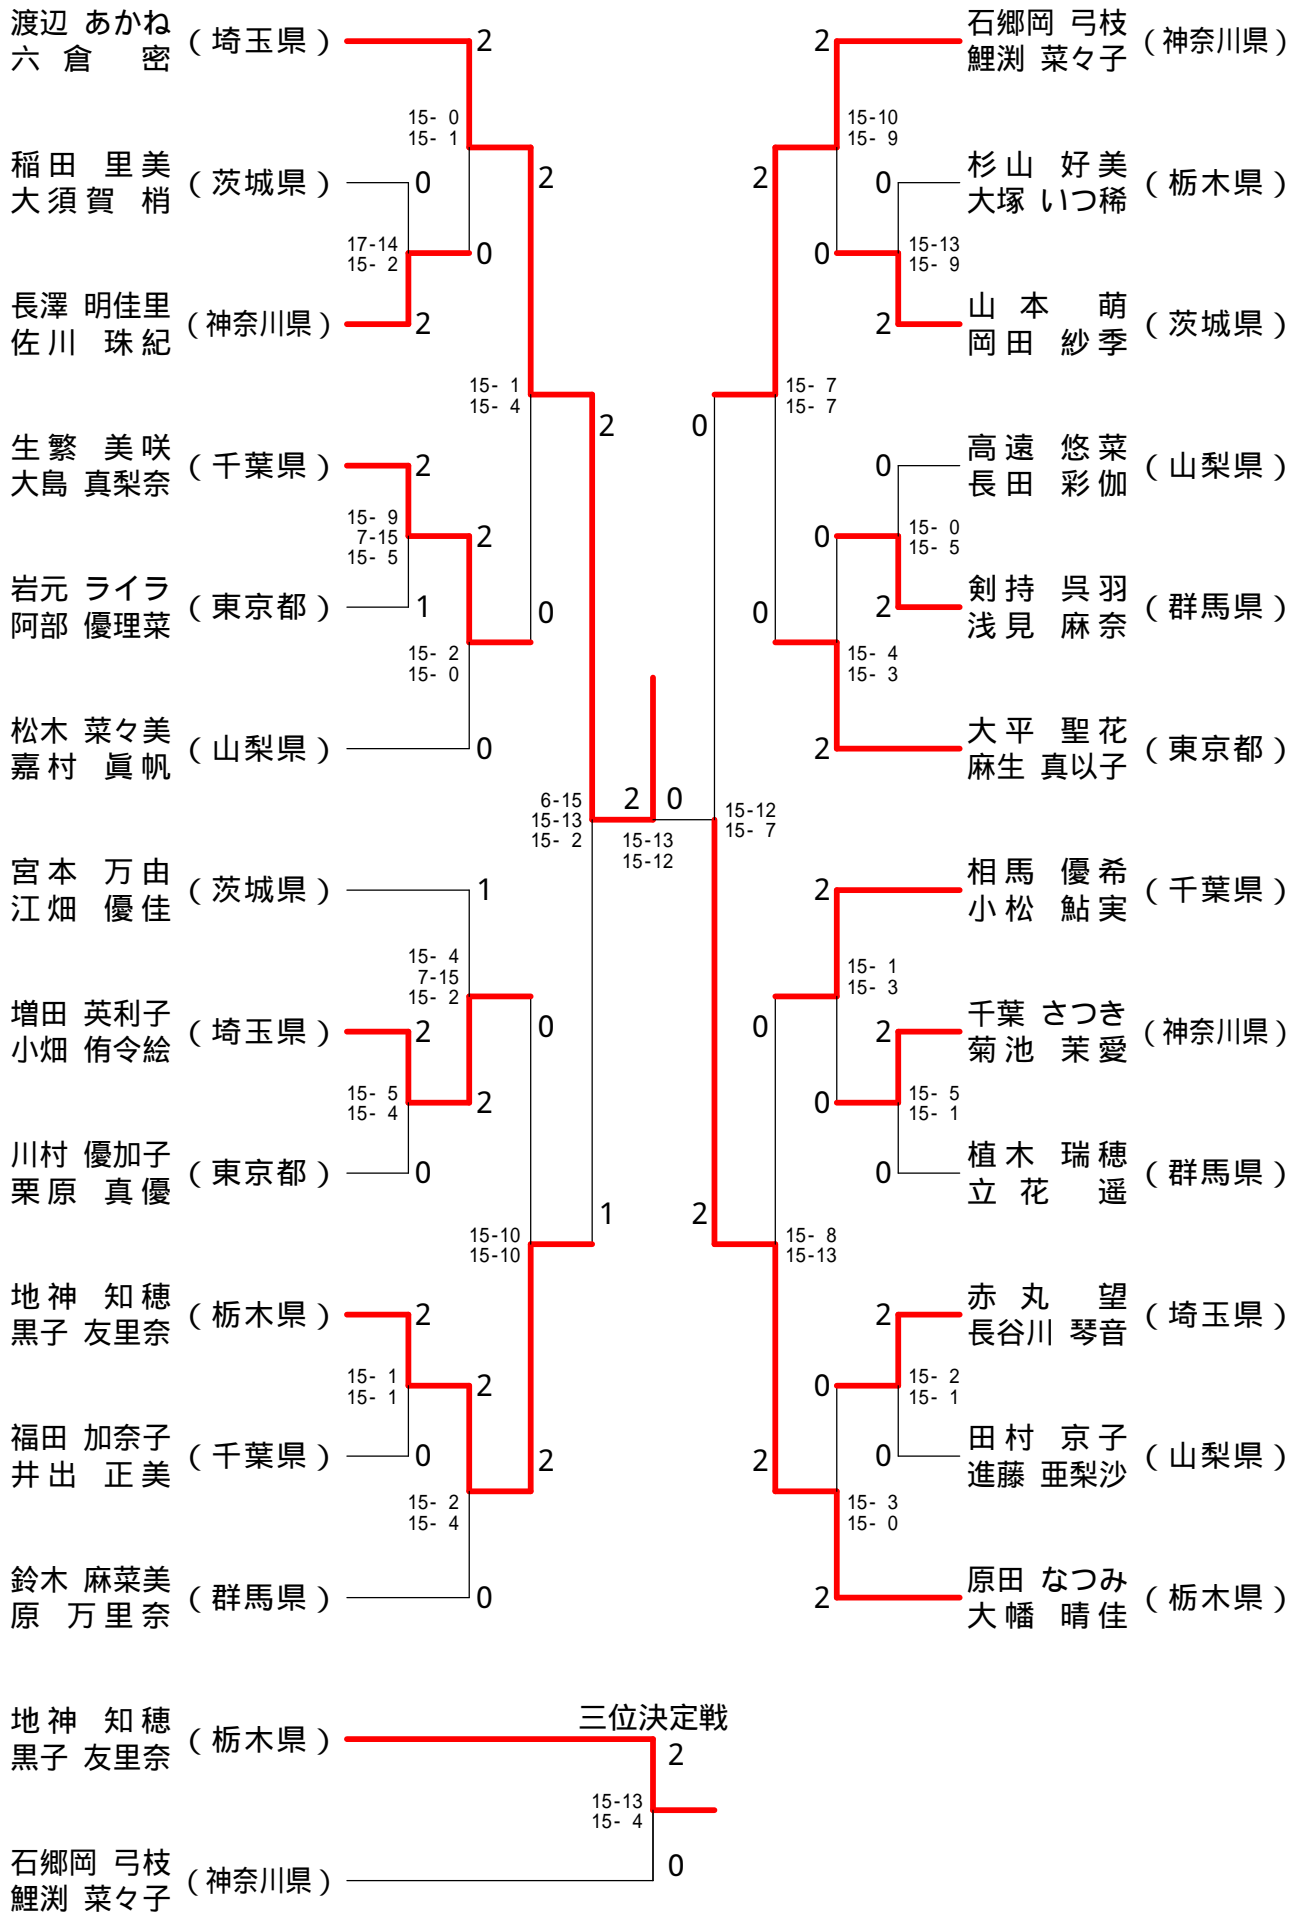 渡辺 あかね
六倉 密
(埼玉県)
2
15- 0
15- 1
稲田 里美
大須賀 梢
(茨城県)
0
2
17-14
15- 2
0
長澤 明佳里
佐川 珠紀
(神奈川県)
2
15- 1
15- 4
2
生繁 美咲
大島 真梨奈
(千葉県)
2
15- 9
7-15
15- 5
2
岩元 ライラ
阿部 優理菜
(東京都)
1
0
15- 2
15- 0
松木 菜々美
嘉村 眞帆
(山梨県)
0
6-15
15-13
15- 2
2
0
15-13
15-12
宮本 万由
江畑 優佳
(茨城県)
1
15- 4
7-15
15- 2
増田 英利子
小畑 侑令絵
(埼玉県)
2
0
15- 5
15- 4
2
川村 優加子
栗原 真優
(東京都)
0
15-10
15-10
1
地神 知穂
黒子 友里奈
(栃木県)
2
15- 1
15- 1
2
福田 加奈子
井出 正美
(千葉県)
0
2
15- 2
15- 4
鈴木 麻菜美
原 万里奈
(群馬県)
0
2
石郷岡 弓枝
鯉渕 菜々子
(神奈川県)
15-10
15- 9
2
0
杉山 好美
大塚 いつ稀
(栃木県)
0
15-13
15- 9
2
山本 萌
岡田 紗季
(茨城県)
0
15- 7
15- 7
0
高遠 悠菜
長田 彩伽
(山梨県)
0
15- 0
15- 5
0
2
剣持 呉羽
浅見 麻奈
(群馬県)
15- 4
15- 3
2
大平 聖花
麻生 真以子
(東京都)
15-12
15- 7
2
相馬 優希
小松 鮎実
(千葉県)
15- 1
15- 3
0
2
千葉 さつき
菊池 茉愛
(神奈川県)
0
15- 5
15- 1
0
植木 瑞穂
立花 遥
(群馬県)
2
15- 8
15-13
2
赤丸 望
長谷川 琴音
(埼玉県)
0
15- 2
15- 1
2
0
田村 京子
進藤 亜梨沙
(山梨県)
15- 3
15- 0
2
原田 なつみ
大幡 晴佳
(栃木県)
三位決定戦
地神 知穂
黒子 友里奈
(栃木県)
2
15-13
15- 4
石郷岡 弓枝
鯉渕 菜々子
(神奈川県)
0